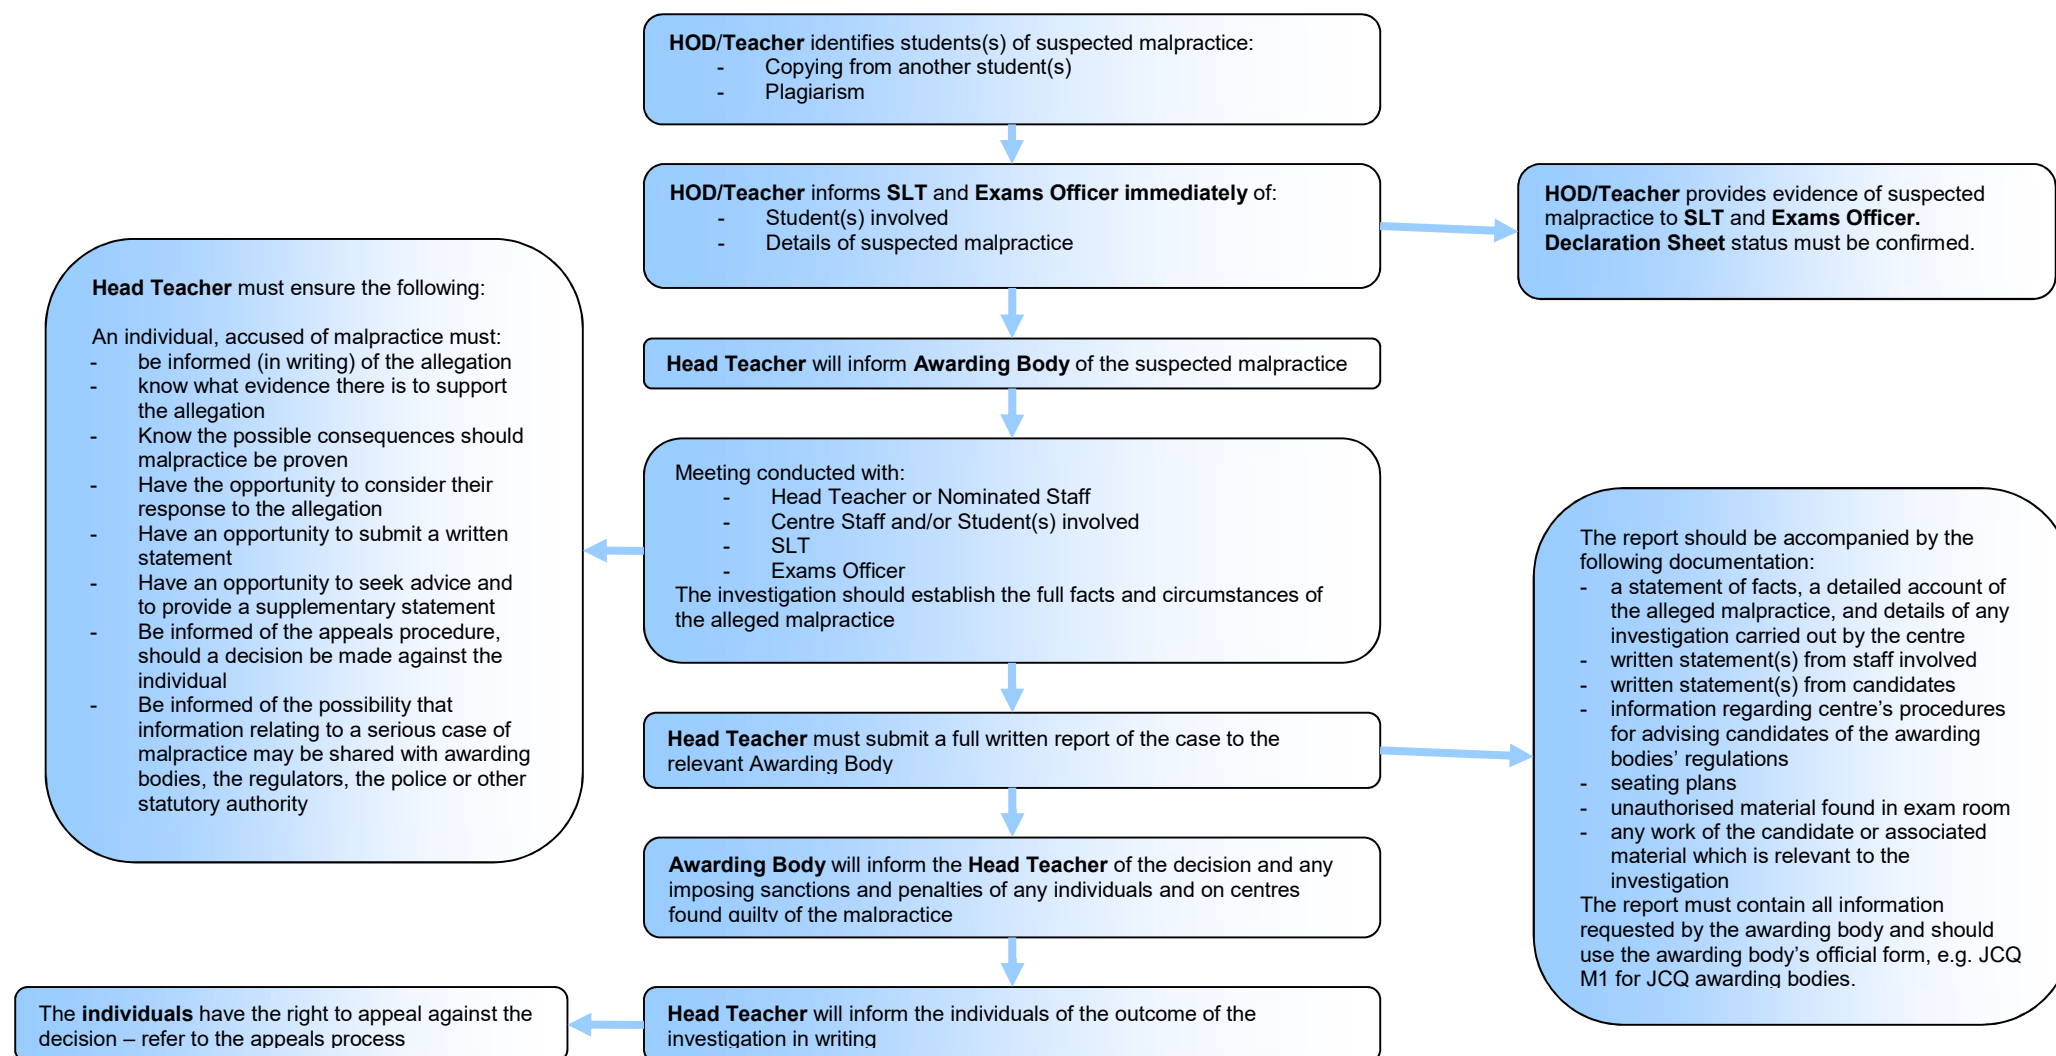 HOD/Teacher identifies students(s) of suspected malpractice:
- Copying from another student(s)
- Plagiarism
HOD/Teacher informs SLT and Exams Officer immediately of:
- Student(s) involved
- Details of suspected malpractice
HOD/Teacher provides evidence of suspected
malpractice to SLT and Exams Officer.
Declaration Sheet status must be confirmed.
Head Teacher will inform Awarding Body of the suspected malpractice
Meeting conducted with:
- Head Teacher or Nominated Staff
- Centre Staff and/or Student(s) involved
- SLT
- Exams Officer
The investigation should establish the full facts and circumstances of
the alleged malpractice
Head Teacher must ensure the following:
An individual, accused of malpractice must:
- be informed (in writing) of the allegation
- know what evidence there is to support
the allegation
- Know the possible consequences should
malpractice be proven
- Have the opportunity to consider their
response to the allegation
- Have an opportunity to submit a written
statement
- Have an opportunity to seek advice and
to provide a supplementary statement
- Be informed of the appeals procedure,
should a decision be made against the
individual
- Be informed of the possibility that
information relating to a serious case of
malpractice may be shared with awarding
bodies, the regulators, the police or other
statutory authority
Head Teacher must submit a full written report of the case to the
relevant Awarding Body
The report should be accompanied by the
following documentation:
- a statement of facts, a detailed account of
the alleged malpractice, and details of any
investigation carried out by the centre
- written statement(s) from staff involved
- written statement(s) from candidates
- information regarding centre’s procedures
for advising candidates of the awarding
bodies’ regulations
- seating plans
- unauthorised material found in exam room
- any work of the candidate or associated
material which is relevant to the
investigation
The report must contain all information
requested by the awarding body and should
use the awarding body’s official form, e.g. JCQ
M1 for JCQ awarding bodies.
Awarding Body will inform the Head Teacher of the decision and any
imposing sanctions and penalties of any individuals and on centres
found guilty of the malpractice
Head Teacher will inform the individuals of the outcome of the
investigation in writing
The individuals have the right to appeal against the
decision – refer to the appeals process